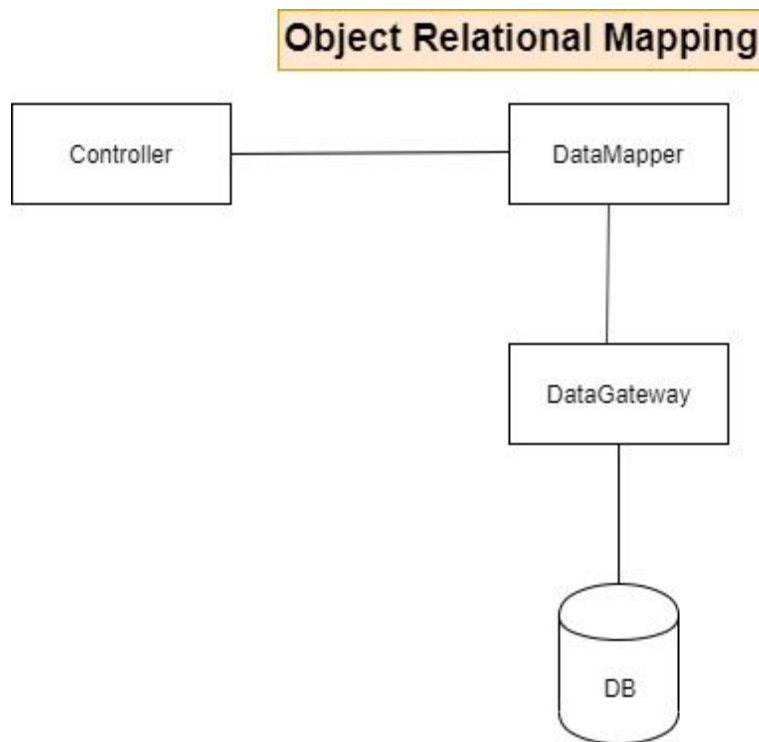 Object Relational Mapping
Controller
DataMapper
DataGateway
DB